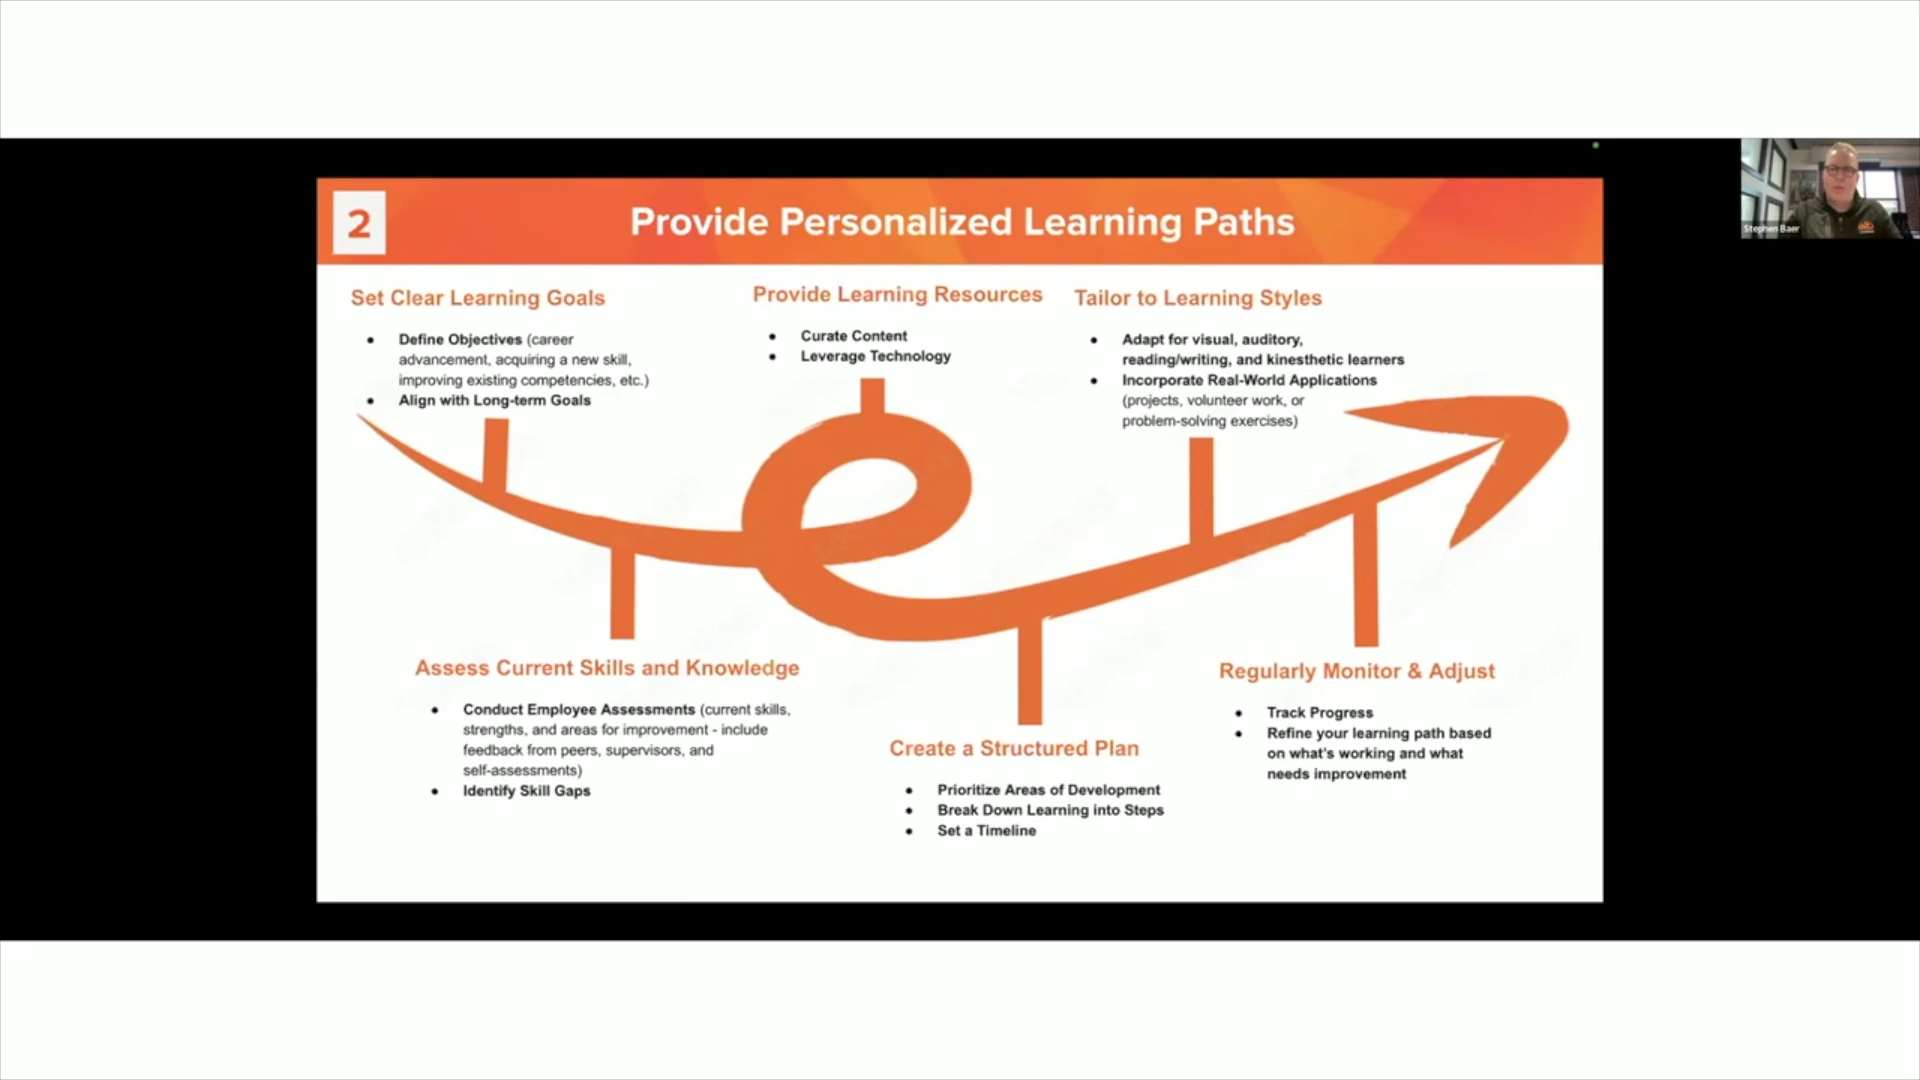 2
Provide Personalized Learning Paths
Stephen Baer
Set Clear Learning Goals
• Define Objectives (career
advancement, acquiring a new skill,
improving existing competencies, etc.)
• Align with Long-term Goals
Provide Learning Resources
• Curate Content
• Leverage Technology
Tailor to Learning Styles
• Adapt for visual, auditory,
reading/writing, and kinesthetic learners
• Incorporate Real-World Applications
(projects, volunteer work, or
problem-solving exercises)
Assess Current Skills and Knowledge
• Conduct Employee Assessments (current skills,
strengths, and areas for improvement - include
feedback from peers, supervisors, and
self-assessments)
• Identify Skill Gaps
Create a Structured Plan
• Prioritize Areas of Development
• Break Down Learning into Steps
• Set a Timeline
Regularly Monitor & Adjust
• Track Progress
• Refine your learning path based
on what's working and what
needs improvement